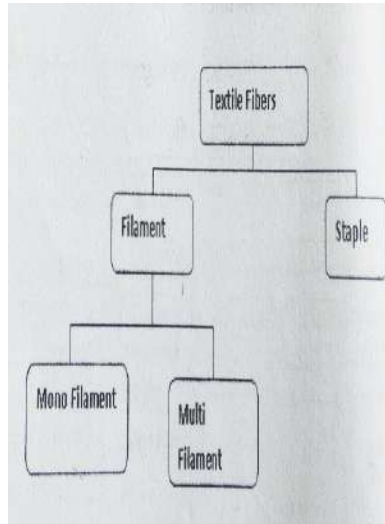 Textile Fibers
Filament
Staple
Mono Filament
Multi
Filament